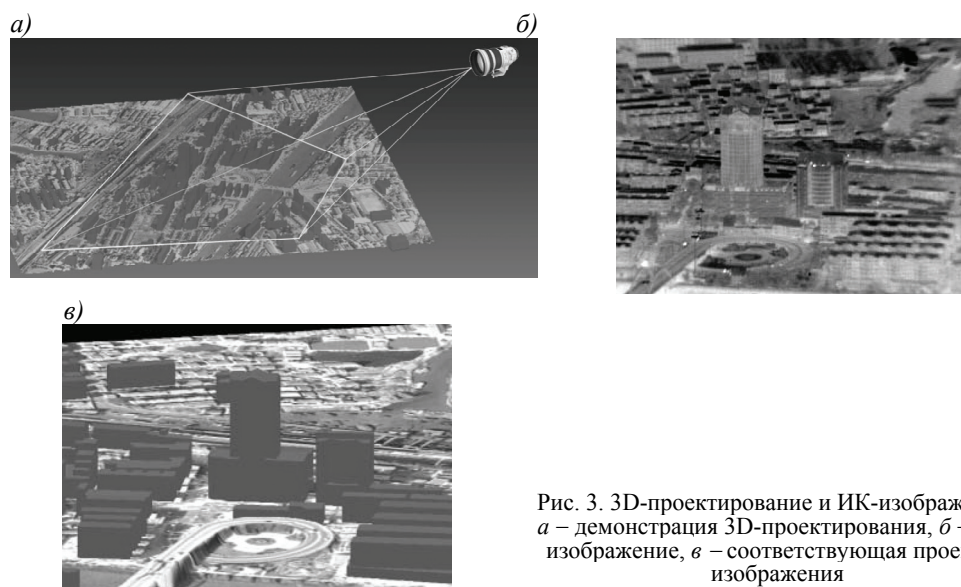 а)
б)
в)
Рис. 3. 3D-проектирование и ИК-изображ
а – демонстрация 3D-проектирования, б –
изображение, в – соответствующая прое
изображения